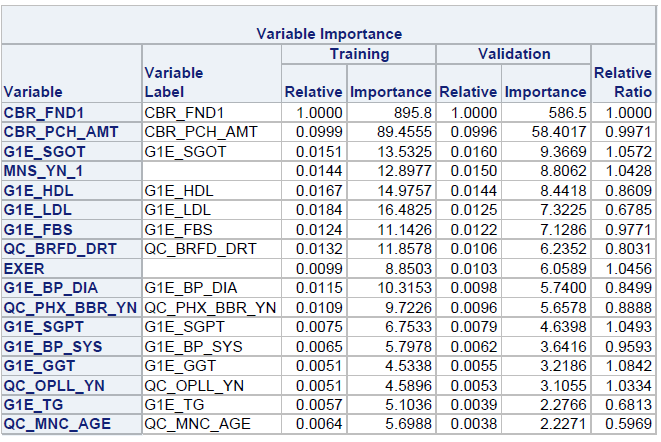 Variable Importance
Training Validation
Variable Relative
Variable Label Relative Importance Relative Importance Ratio
CBR_FND1 CBR_FND1 1.0000 895.8 1.0000 586.5 1.0000
CBR_PCH_AMT CBR_PCH_AMT 0.0999 89.4555 0.0996 58.4017 0.9971
G1E_SGOT G1E_SGOT 0.0151 13.5325 0.0160 9.3669 1.0572
MNS_YN_1 0.0144 12.8977 0.0150 8.8062 1.0428
G1E_HDL G1E_HDL 0.0167 14.9757 0.0144 8.4418 0.8609
G1E_LDL G1E_LDL 0.0184 16.4825 0.0125 7.3225 0.6785
G1E_FBS G1E_FBS 0.0124 11.1426 0.0122 7.1286 0.9771
QC_BRFD_DRT QC_BRFD_DRT 0.0132 11.8578 0.0106 6.2352 0.8031
EXER 0.0099 8.8503 0.0103 6.0589 1.0456
G1E_BP_DIA G1E_BP_DIA 0.0115 10.3153 0.0098 5.7400 0.8499
QC_PHX_BBR_YN QC_PHX_BBR_YN 0.0109 9.7226 0.0096 5.6578 0.8888
G1E_SGPT G1E_SGPT 0.0075 6.7533 0.0079 4.6398 1.0493
G1E_BP_SYS G1E_BP_SYS 0.0065 5.7978 0.0062 3.6416 0.9593
G1E_GGT G1E_GGT 0.0051 4.5338 0.0055 3.2186 1.0842
QC_OPLL_YN QC_OPLL_YN 0.0051 4.5896 0.0053 3.1055 1.0334
G1E_TG G1E_TG 0.0057 5.1036 0.0039 2.2766 0.6813
QC_MNC_AGE QC_MNC_AGE 0.0064 5.6988 0.0038 2.2271 0.5969